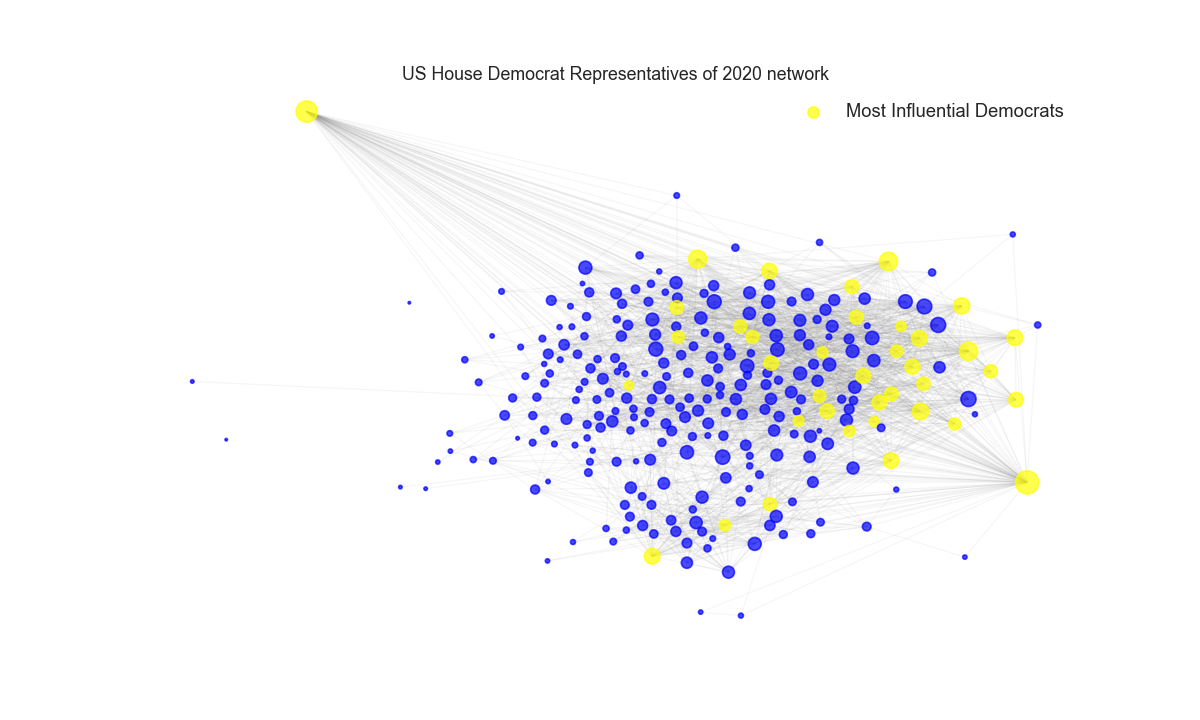 US House Democrat Representatives of 2020 network
Most Influential Democrats